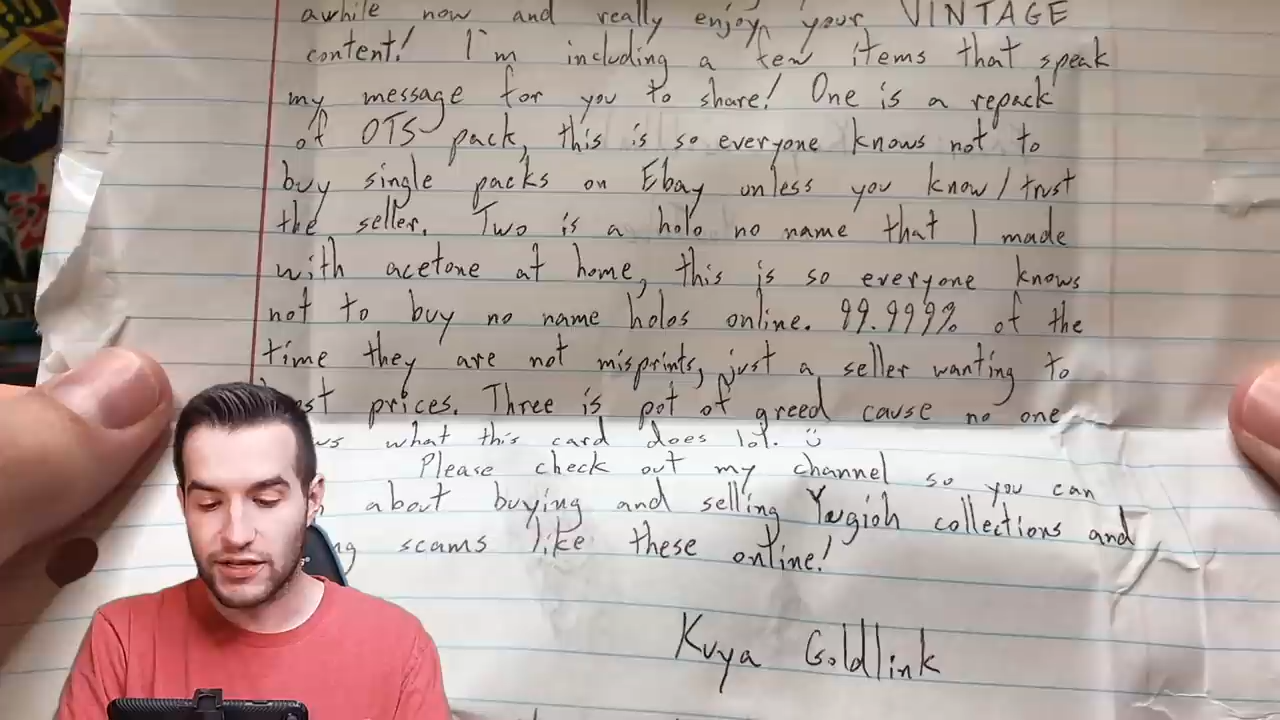 awhile now and really enjoy your VINTAGE
content! I'm including a few items that speak
my message for you to share! One is a repack
of OTS pack, this is so everyone knows not to
buy single packs on Ebay unless you know/trust
the seller. Two is a holo no name that I made
with acetone at home, this is so everyone knows
not to buy no name holos online. 99.999% of the
time they are not misprints, just a seller wanting to
prices. Three is pot of greed cause no one
what this card does lol. ☺
Please check out my channel so you can
about buying and selling Yugioh collections and
scams like these online!
Kuya Goldlink